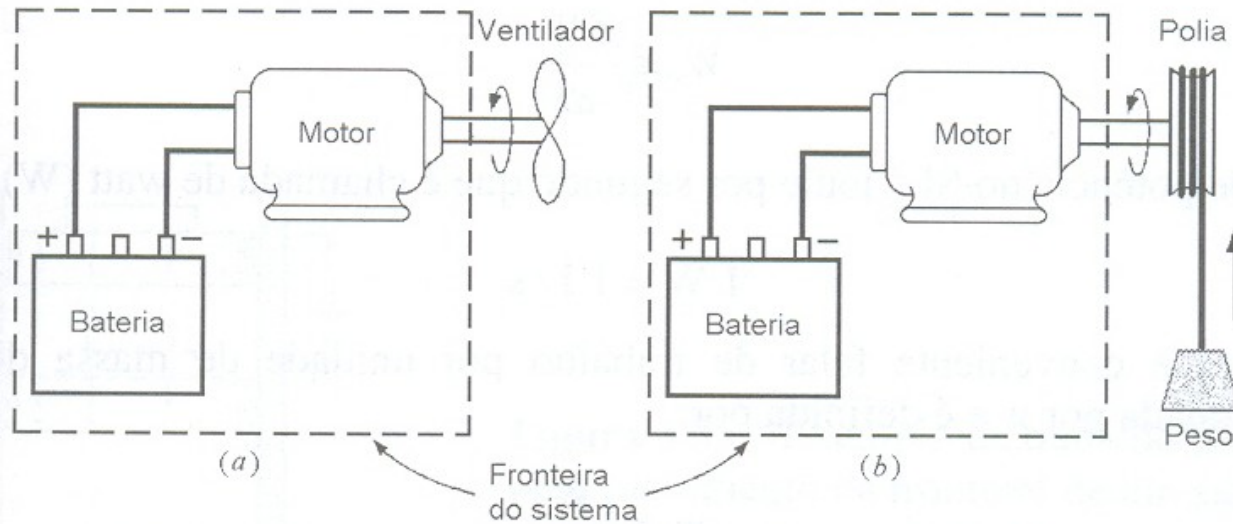 Ventilador
Motor
+ −
Bateria
(a)
Polia
Motor
+ −
Bateria
Peso
(b)
Fronteira
do sistema